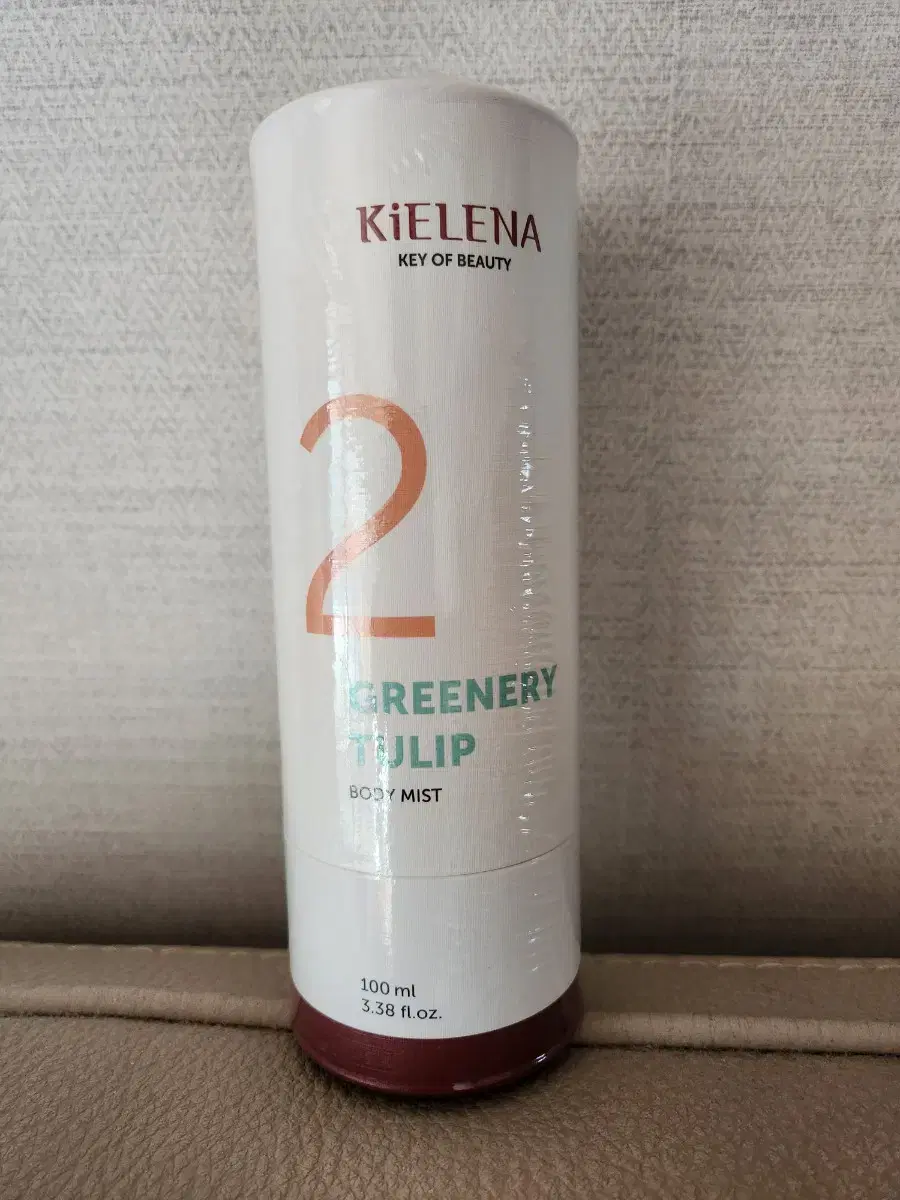 KiELENA
KEY OF BEAUTY
2
GREENERY
TULIP
BODY MIST
100 ml
3.38 fl.oz.